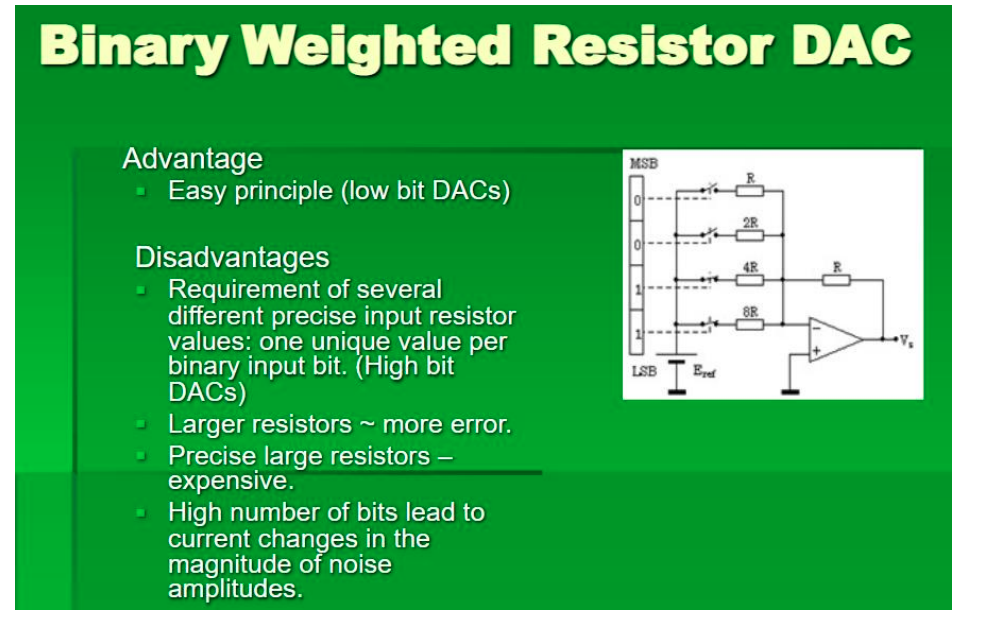 Binary Weighted Resistor DAC
Advantage
Easy principle (low bit DACs)
Disadvantages
Requirement of several
different precise input resistor
values: one unique value per
binary input bit. (High bit
DACs)
Larger resistors ~ more error.
Precise large resistors –
expensive.
High number of bits lead to
current changes in the
magnitude of noise
amplitudes.
MSB
R
0
2R
0
4R
R
1
8R
1
- 
+
Vs
LSB
Eref